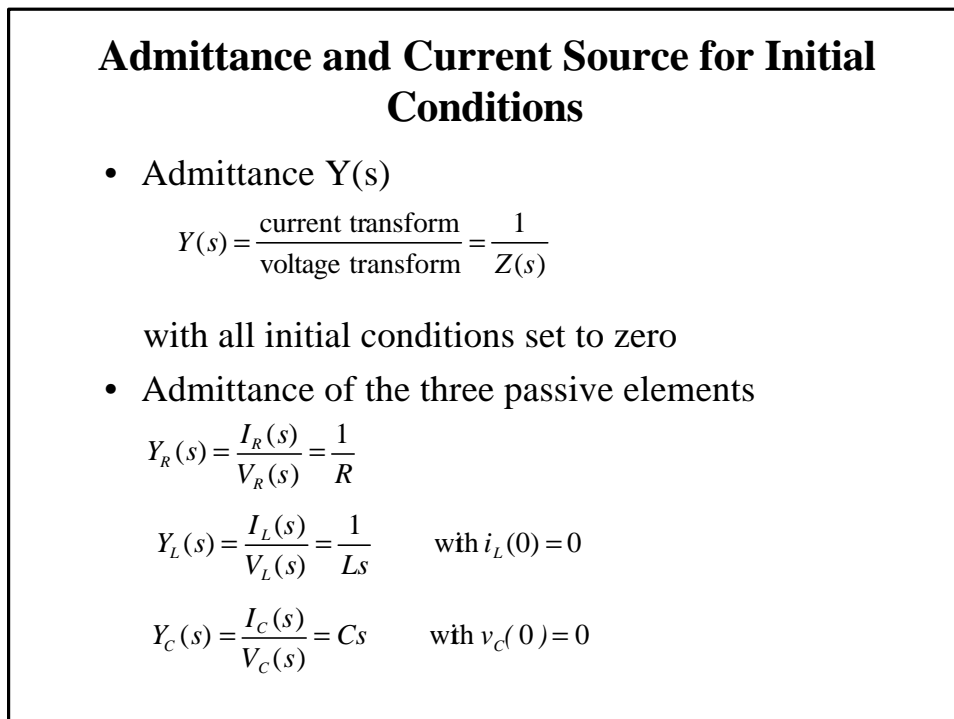 Admittance and Current Source for Initial
Conditions
• Admittance Y(s)
Y(s) = current transform / voltage transform = 1 / Z(s)
with all initial conditions set to zero
• Admittance of the three passive elements
Y_R(s) = I_R(s) / V_R(s) = 1 / R
Y_L(s) = I_L(s) / V_L(s) = 1 / Ls with i_L(0) = 0
Y_C(s) = I_C(s) / V_C(s) = Cs with v_C(0) = 0